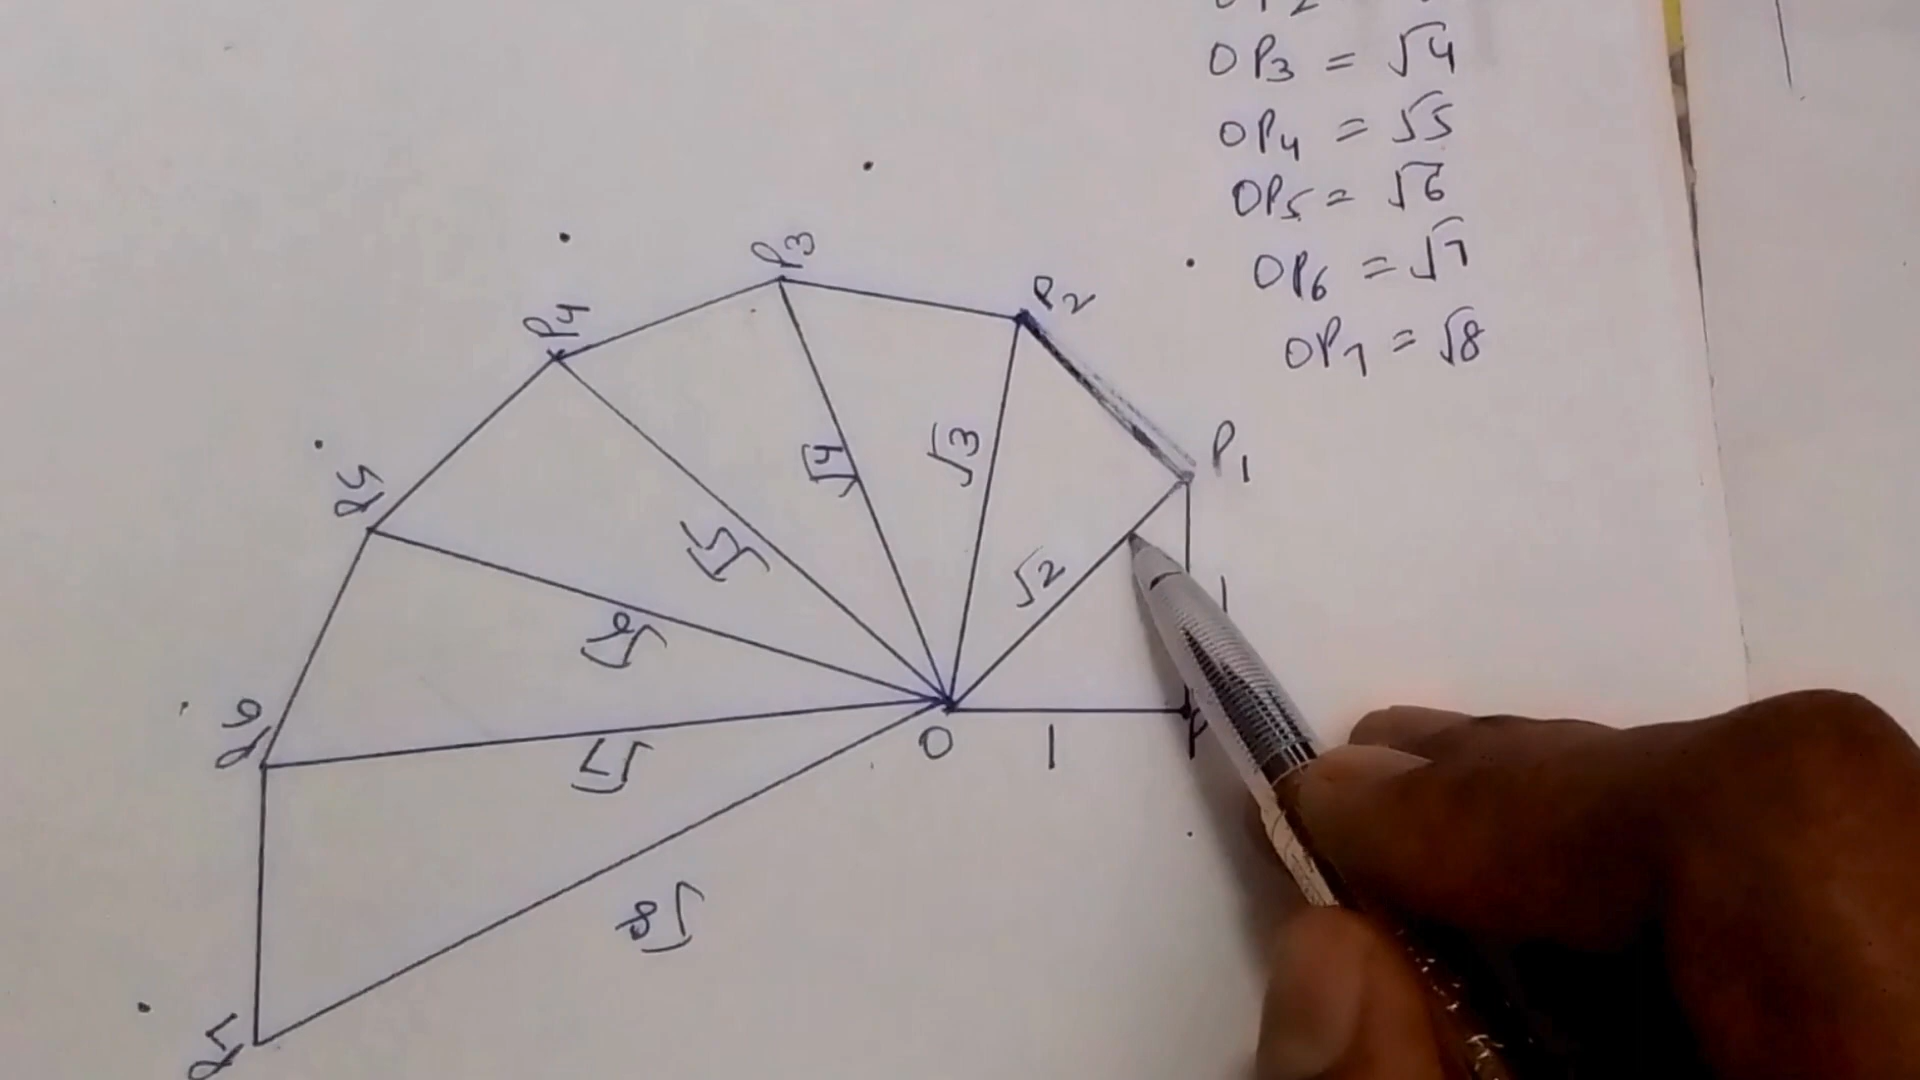 OP3 = √4
OP4 = √5
OP5 = √6
OP6 = √7
OP7 = √8
P3
P2
P4
P1
√4
√3
P5
√5
√2
1
√6
P6
O
1
P
√7
√8
P7